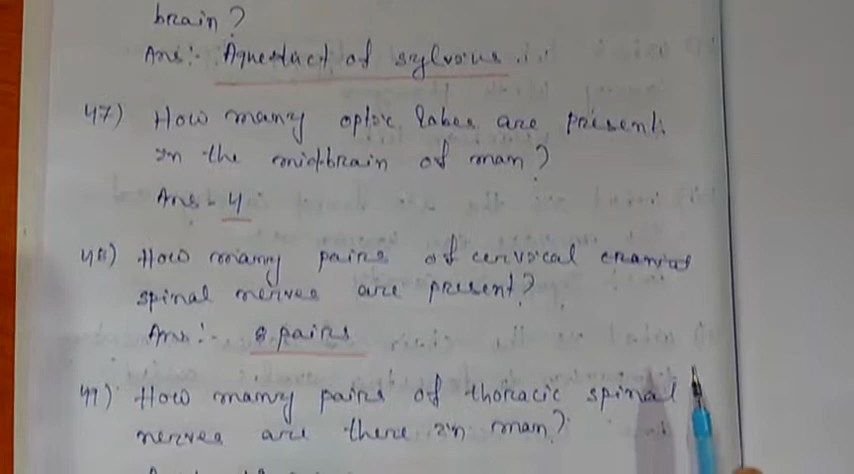 brain?
Ans:- Aqueduct of sylvous.
47) How many optic lobes are present
in the midbrain of man?
Ans- 4
48) How many pairs of cervical cranial
spinal nerves are present?
Ans:- 8 pairs
49) How many pairs of thoracic spinal
nerves are there in man?